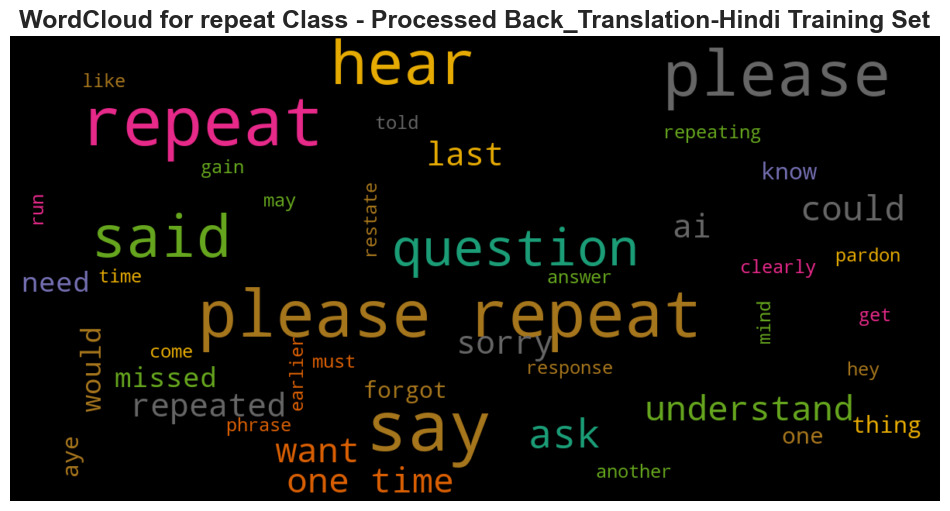 WordCloud for repeat Class - Processed Back_Translation-Hindi Training Set
hear
please
like
repeat
told
repeating
last
gain
know
run
may
restate
could
said
ai
question
pardon
clearly
need
time
answer
please repeat
mind
get
sorry
would
come
earlier
must
missed
response
hey
forgot
repeated
understand
phrase
say
ask
thing
one
want
aye
another
one time